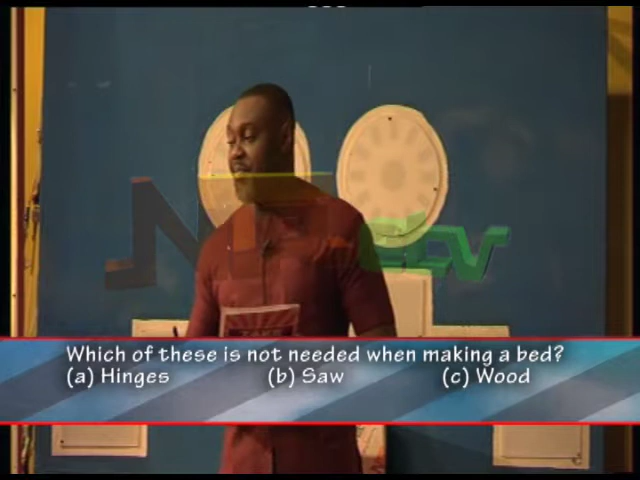 Which of these is not needed when making a bed?
(a) Hinges (b) Saw (c) Wood